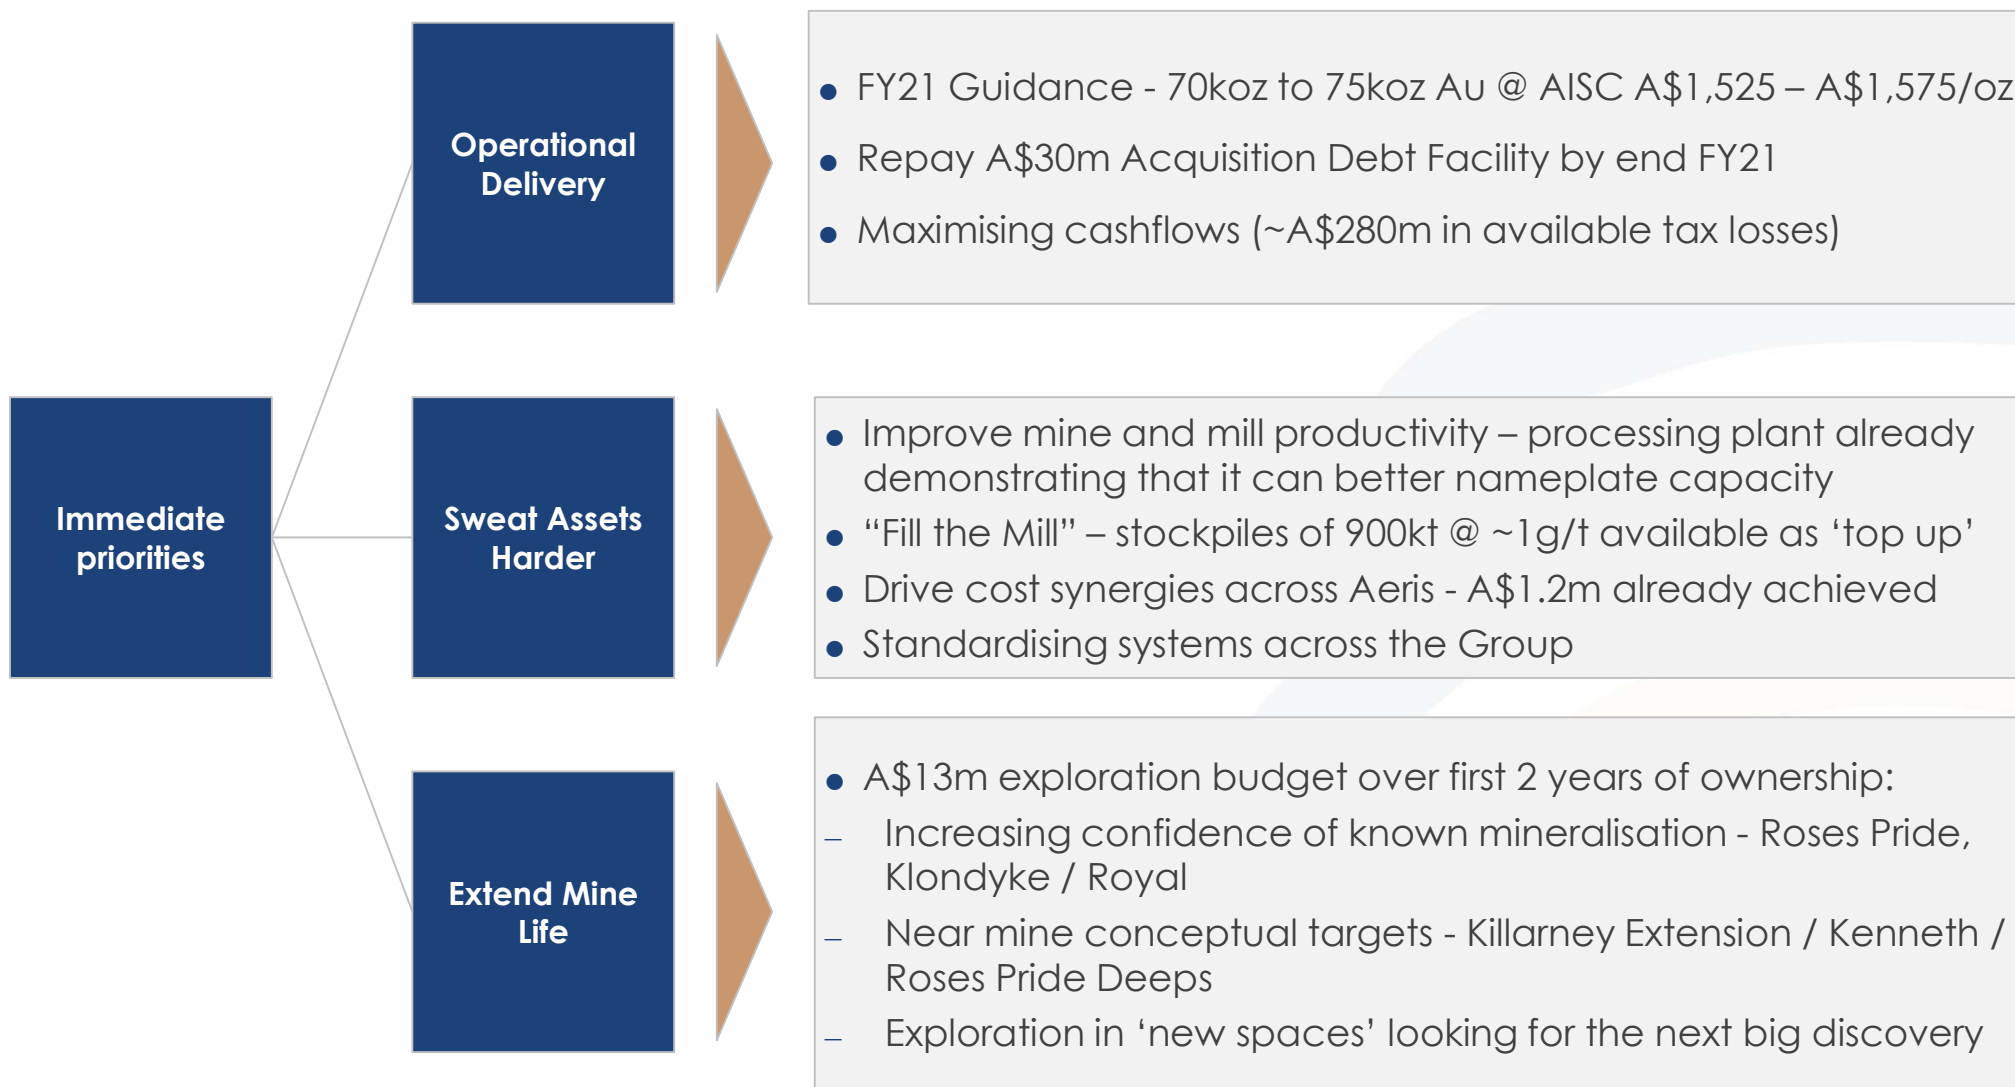 Immediate
priorities
Operational
Delivery
● FY21 Guidance - 70koz to 75koz Au @ AISC A$1,525 – A$1,575/oz
● Repay A$30m Acquisition Debt Facility by end FY21
● Maximising cashflows (~A$280m in available tax losses)
Sweat Assets
Harder
● Improve mine and mill productivity – processing plant already
demonstrating that it can better nameplate capacity
● “Fill the Mill” – stockpiles of 900kt @ ~1g/t available as ‘top up’
● Drive cost synergies across Aeris - A$1.2m already achieved
● Standardising systems across the Group
Extend Mine
Life
● A$13m exploration budget over first 2 years of ownership:
– Increasing confidence of known mineralisation - Roses Pride,
Klondyke / Royal
– Near mine conceptual targets - Killarney Extension / Kenneth /
Roses Pride Deeps
– Exploration in ‘new spaces’ looking for the next big discovery